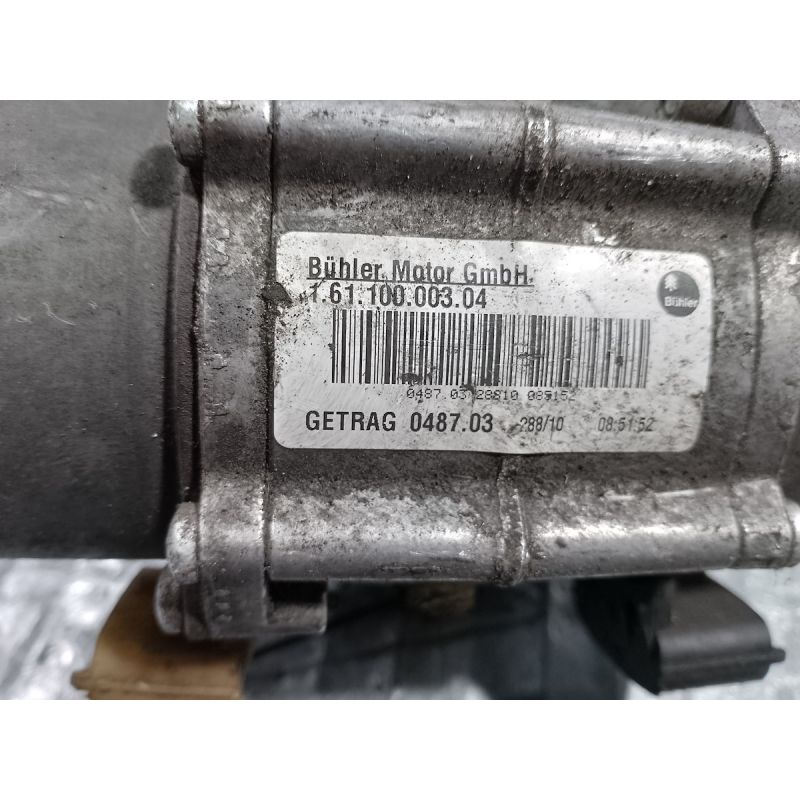 Bühler Motor GmbH.
1.61.100.003.04
Bühler
0487.03 28810 085152
GETRAG 0487.03 288/10 08:51:52